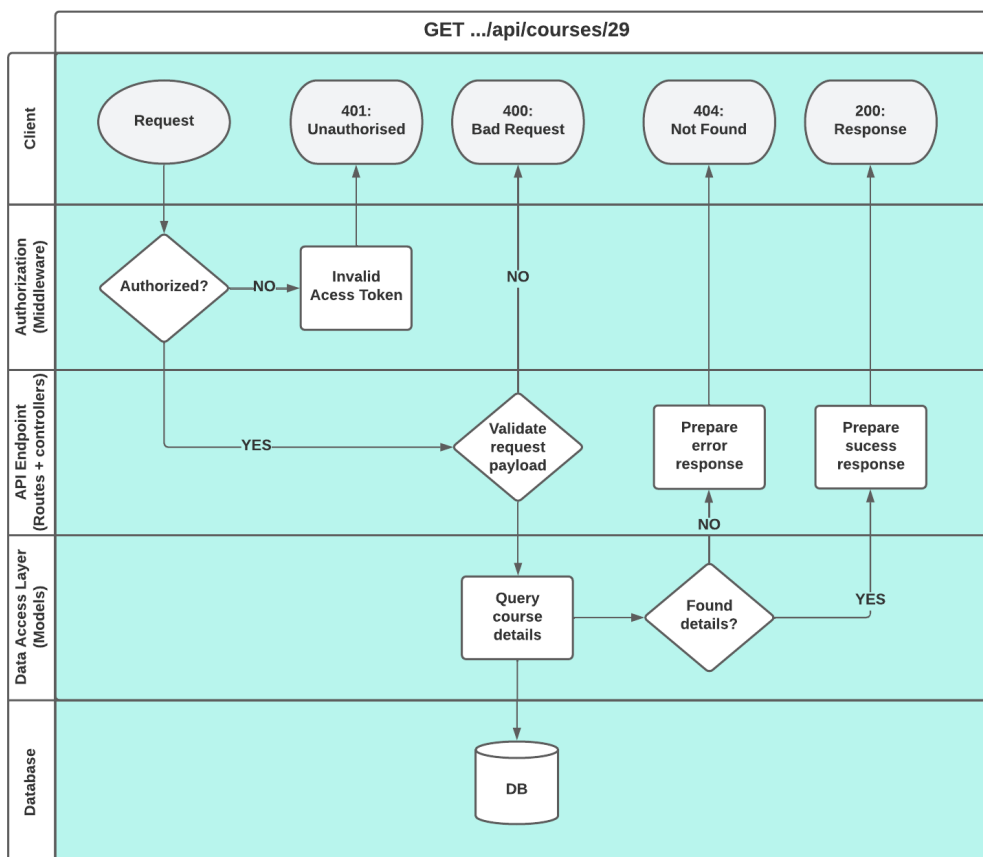 GET .../api/courses/29
Client
Request
401:
Unauthorised
400:
Bad Request
404:
Not Found
200:
Response
Authorization
(Middleware)
Authorized?
NO
Invalid
Acess Token
NO
API Endpoint
(Routes + controllers)
YES
Validate
request
payload
Prepare
error
response
Prepare
sucess
response
NO
Data Access Layer
(Models)
Query
course
details
Found
details?
YES
Database
DB